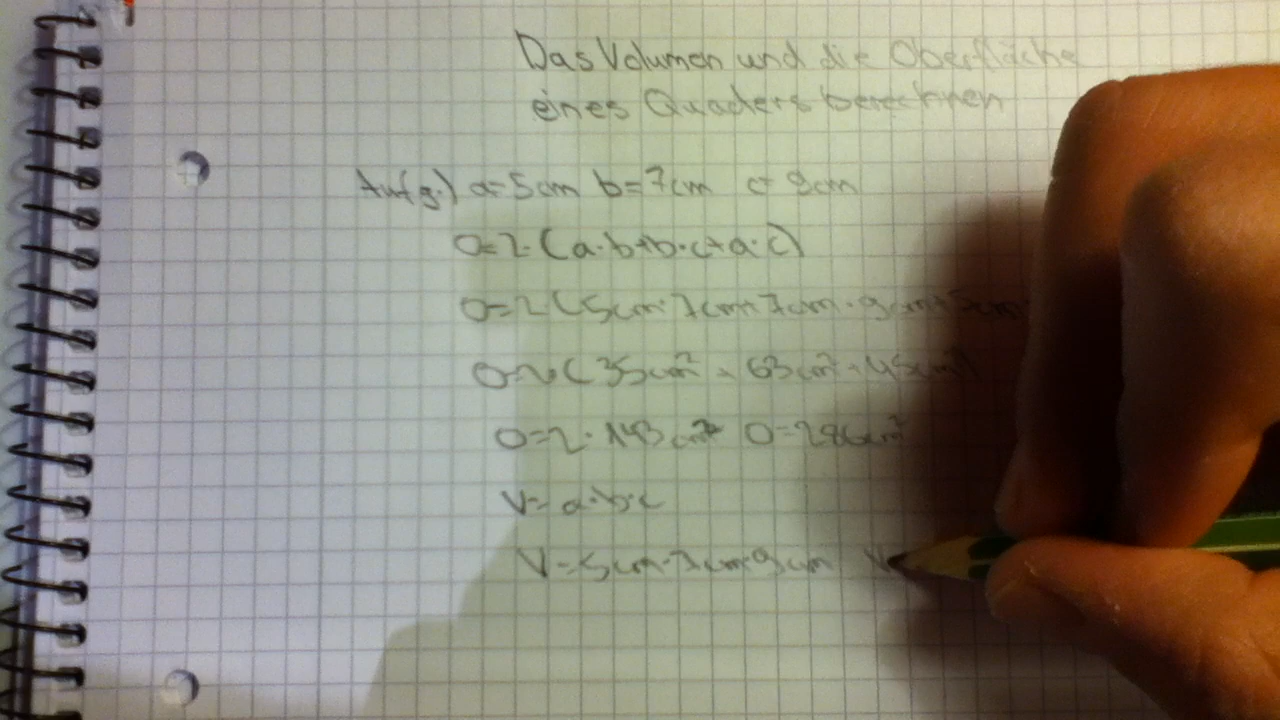 Das Volumen und die Oberfläche
eines Quaders berechnen
Aufg.) a=5cm b=7cm c=9cm
O=2·(a·b+b·c+a·c)
O=2(5cm·7cm+7cm·9cm+5cm
O=2·(35cm²+63cm²+45cm²)
O=2·143cm² O=286cm²
V=a·b·c
V=5cm·7cm·9cm V